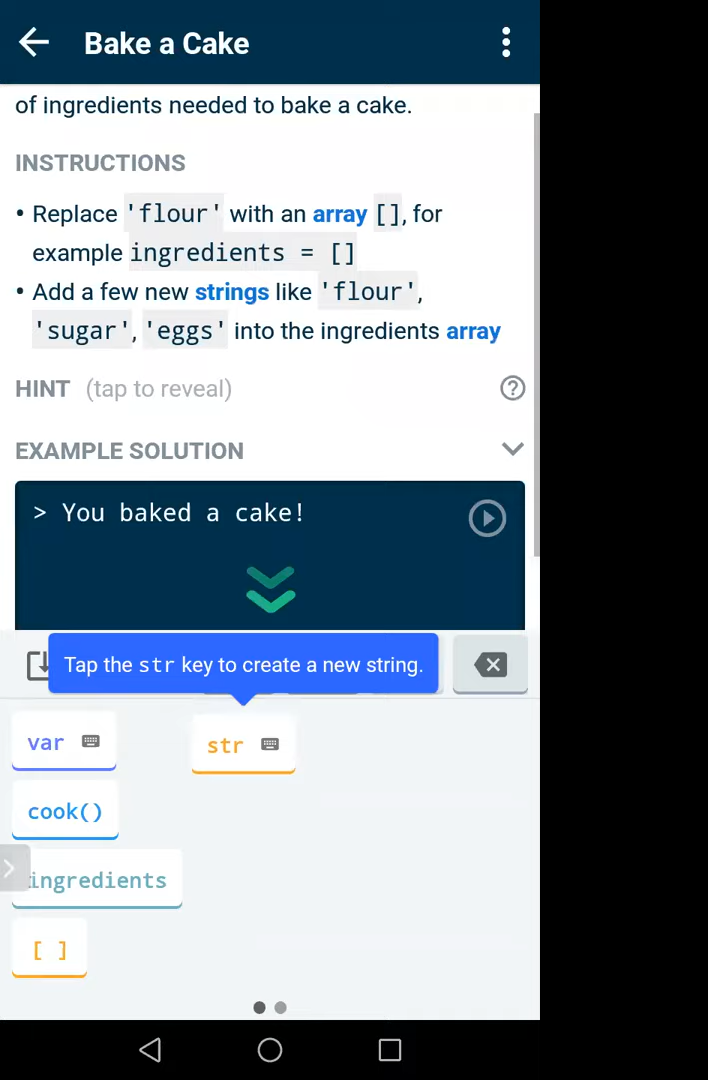 Bake a Cake
of ingredients needed to bake a cake.
INSTRUCTIONS
• Replace 'flour' with an array [], for
example ingredients = []
• Add a few new strings like 'flour',
'sugar', 'eggs' into the ingredients array
HINT (tap to reveal)
EXAMPLE SOLUTION
> You baked a cake!
Tap the str key to create a new string.
var
str
cook()
ingredients
[ ]